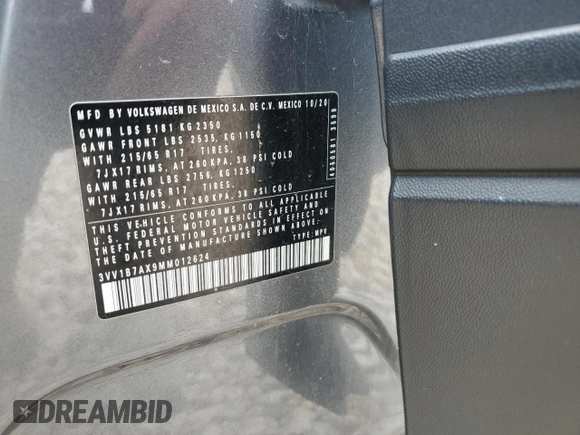 MFD BY VOLKSWAGEN DE MEXICO S.A. DE C.V. MEXICO 10/20
GVWR LBS 5181 KG 2350
GAWR FRONT LBS 2535, KG 1150
WITH 215/65 R17 TIRES,
7JX17 RIMS, AT 260 KPA, 38 PSI COLD
GAWR REAR LBS 2756, KG 1250
WITH 215/65 R17 TIRES,
7JX17 RIMS, AT 260 KPA, 38 PSI COLD
THIS VEHICLE CONFORMS TO ALL APPLICABLE
U.S. FEDERAL MOTOR VEHICLE SAFETY AND
THEFT PREVENTION STANDARDS IN EFFECT ON
THE DATE OF MANUFACTURE SHOWN ABOVE.
3VV1B7AX9MM012624
TYPE: MPV
DREAMBID